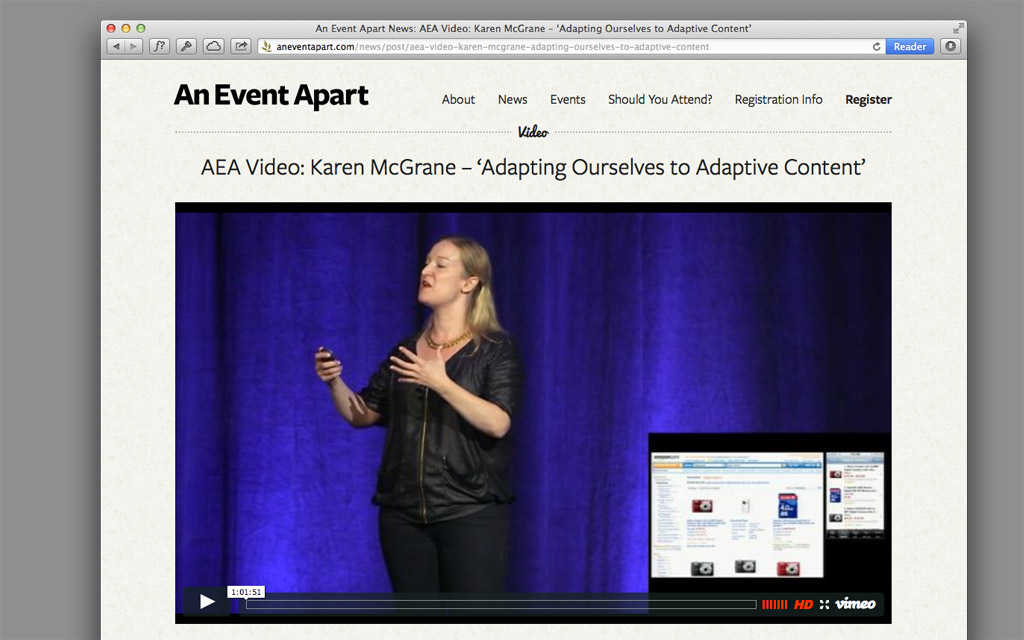 An Event Apart News: AEA Video: Karen McGrane – ‘Adapting Ourselves to Adaptive Content’
f?
aneventapart.com/news/post/aea-video-karen-mcgrane-adapting-ourselves-to-adaptive-content
Reader
An Event Apart
About News Events Should You Attend? Registration Info Register
Video
AEA Video: Karen McGrane – ‘Adapting Ourselves to Adaptive Content’
1:01:51
HD vimeo